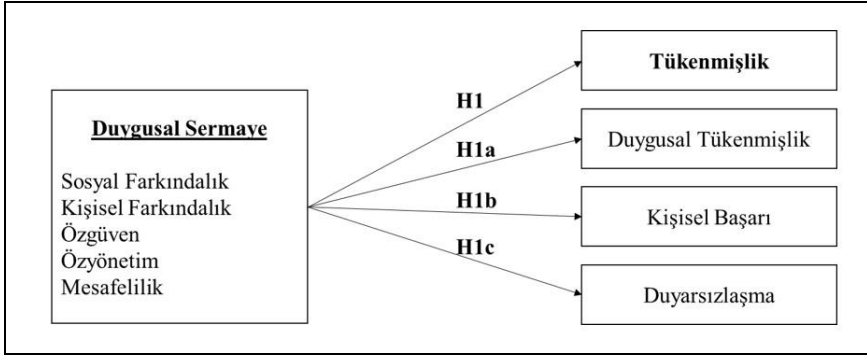 Duygusal Sermaye
Sosyal Farkındalık
Kişisel Farkındalık
Özgüven
Özyönetim
Mesafelilik
H1
H1a
H1b
H1c
Tükenmişlik
Duygusal Tükenmişlik
Kişisel Başarı
Duyarsızlaşma